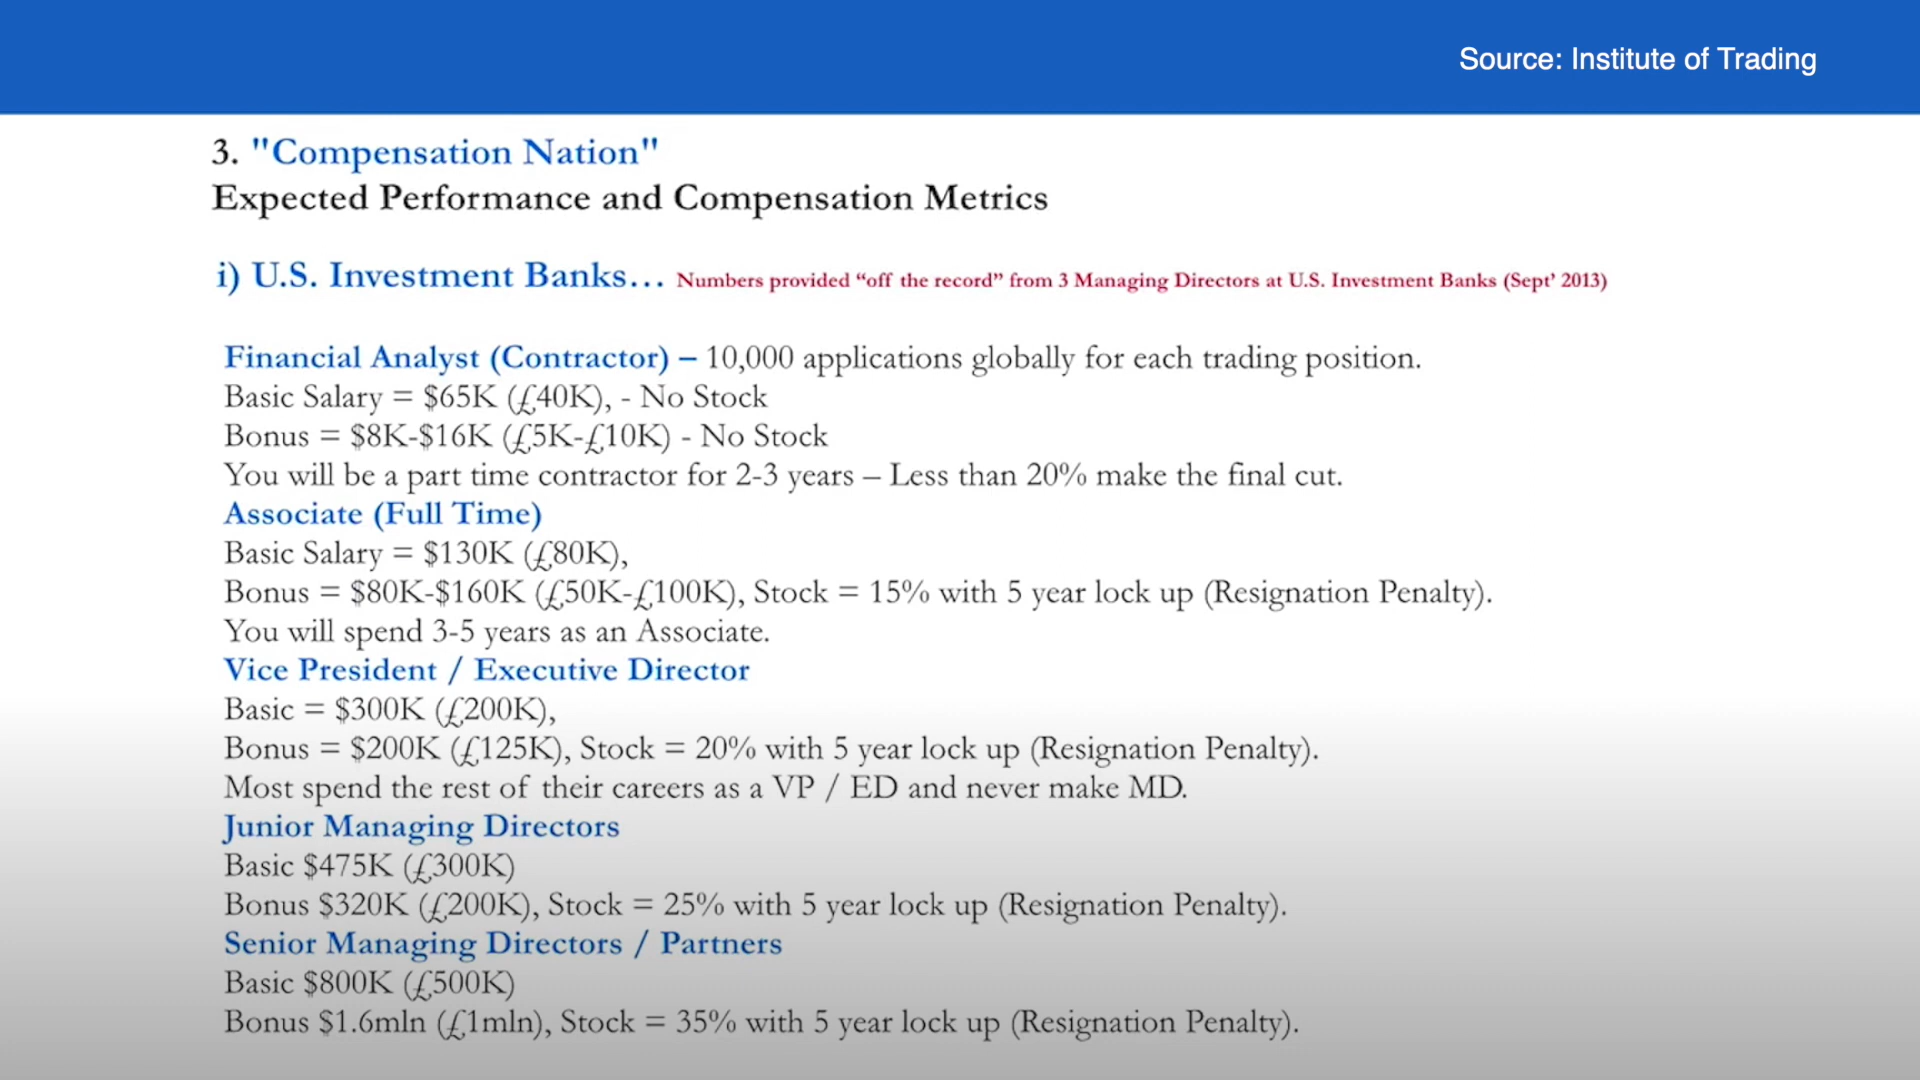 Source: Institute of Trading
3. "Compensation Nation"
Expected Performance and Compensation Metrics
i) U.S. Investment Banks… Numbers provided “off the record” from 3 Managing Directors at U.S. Investment Banks (Sept’ 2013)
Financial Analyst (Contractor) – 10,000 applications globally for each trading position.
Basic Salary = $65K (£40K), - No Stock
Bonus = $8K-$16K (£5K-£10K) - No Stock
You will be a part time contractor for 2-3 years – Less than 20% make the final cut.
Associate (Full Time)
Basic Salary = $130K (£80K),
Bonus = $80K-$160K (£50K-£100K), Stock = 15% with 5 year lock up (Resignation Penalty).
You will spend 3-5 years as an Associate.
Vice President / Executive Director
Basic = $300K (£200K),
Bonus = $200K (£125K), Stock = 20% with 5 year lock up (Resignation Penalty).
Most spend the rest of their careers as a VP / ED and never make MD.
Junior Managing Directors
Basic $475K (£300K)
Bonus $320K (£200K), Stock = 25% with 5 year lock up (Resignation Penalty).
Senior Managing Directors / Partners
Basic $800K (£500K)
Bonus $1.6mln (£1mln), Stock = 35% with 5 year lock up (Resignation Penalty).